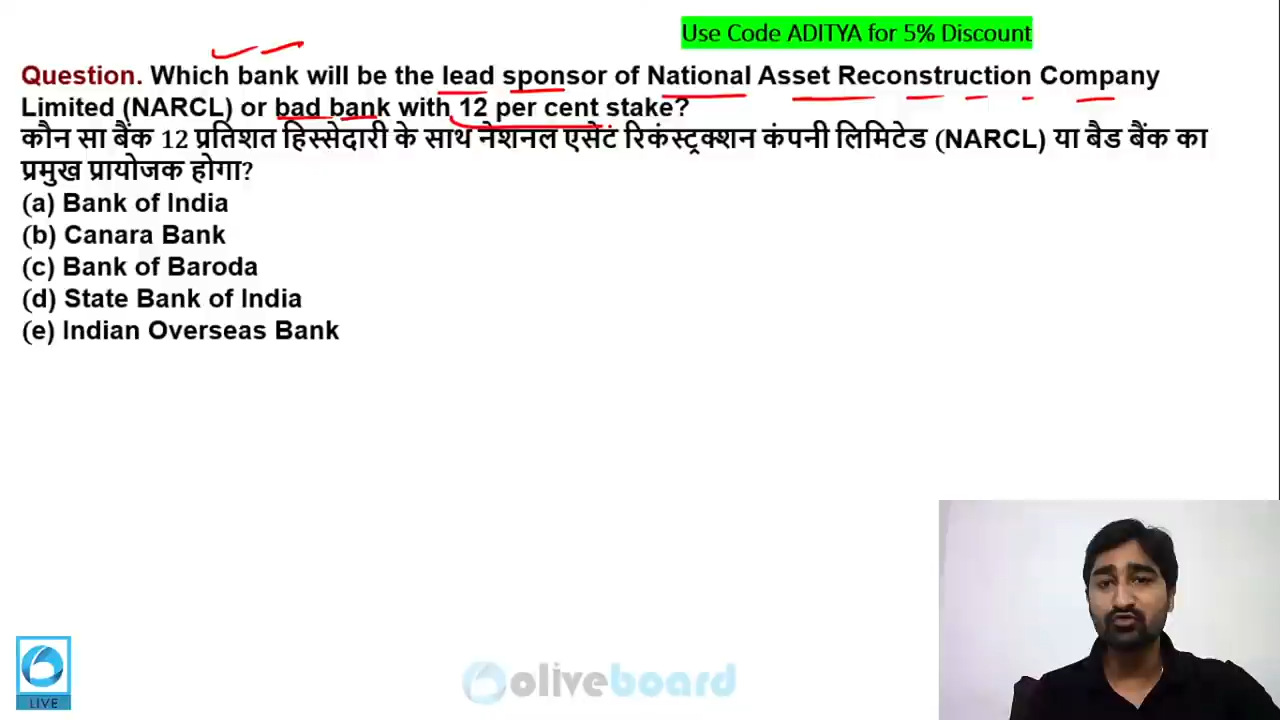 Use Code ADITYA for 5% Discount
Question. Which bank will be the lead sponsor of National Asset Reconstruction Company
Limited (NARCL) or bad bank with 12 per cent stake?
कौन सा बैंक 12 प्रतिशत हिस्सेदारी के साथ नेशनल एसेट रिकंस्ट्रक्शन कंपनी लिमिटेड (NARCL) या बैड बैंक का
प्रमुख प्रायोजक होगा?
(a) Bank of India
(b) Canara Bank
(c) Bank of Baroda
(d) State Bank of India
(e) Indian Overseas Bank
LIVE
oliveboard